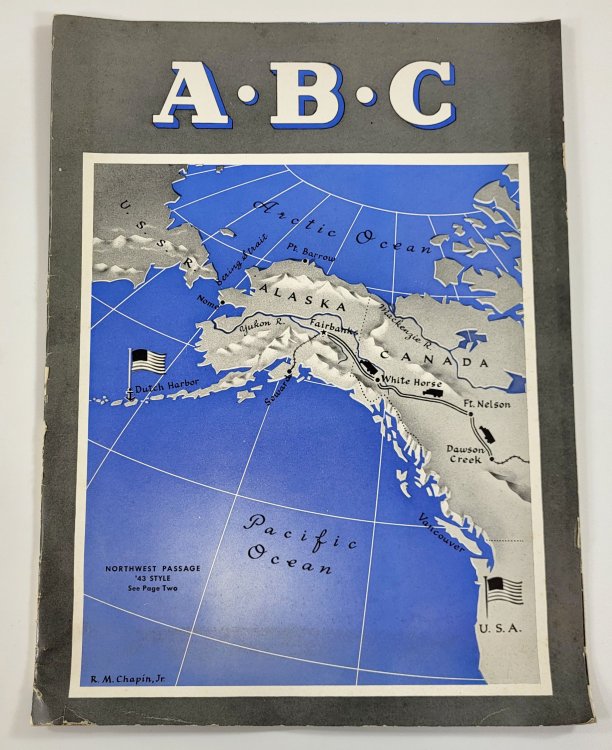 A·B·C
U. S. S. R.
Arctic Ocean
Bering Strait
Pt. Barrow
Nome
ALASKA
Mackenzie R.
Yukon R.
Fairbanks
CANADA
Dutch Harbor
Seward
White Horse
Ft. Nelson
Dawson
Creek
Pacific
Ocean
Vancouver
NORTHWEST PASSAGE
'43 STYLE
See Page Two
U. S. A.
R. M. Chapin, Jr.